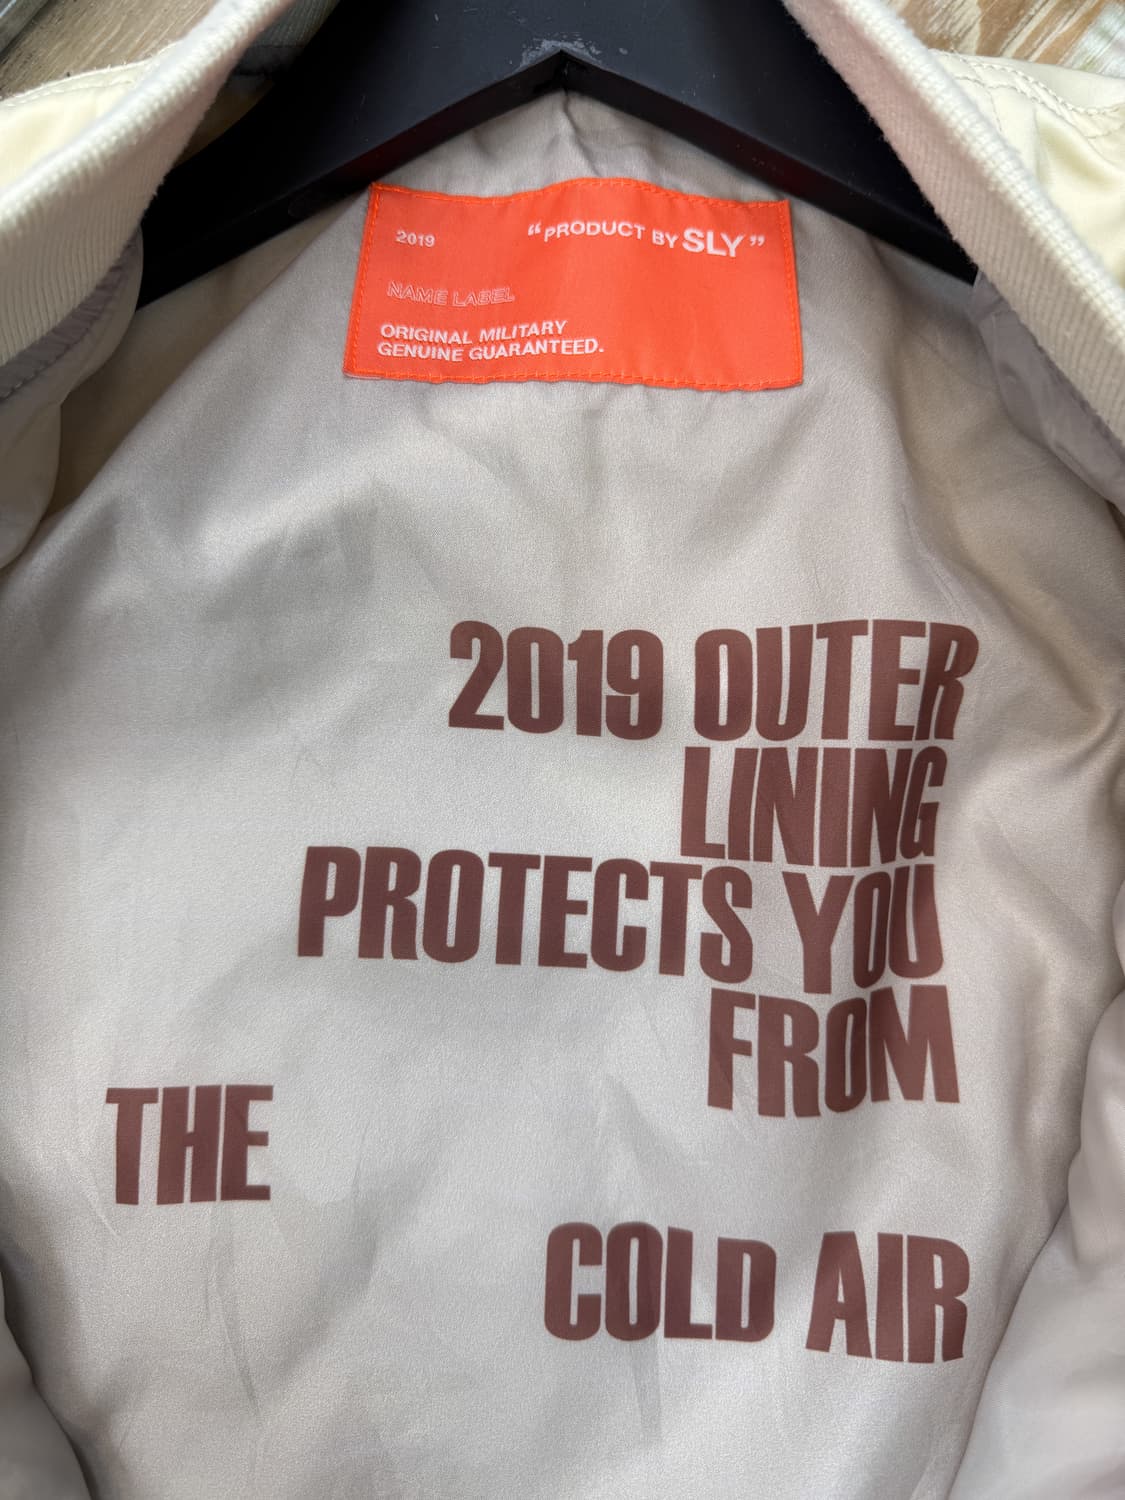 2019 “PRODUCT BY SLY”
NAME LABEL
ORIGINAL MILITARY
GENUINE GUARANTEED.
2019 OUTER
LINING
PROTECTS YOU
FROM
THE
COLD AIR